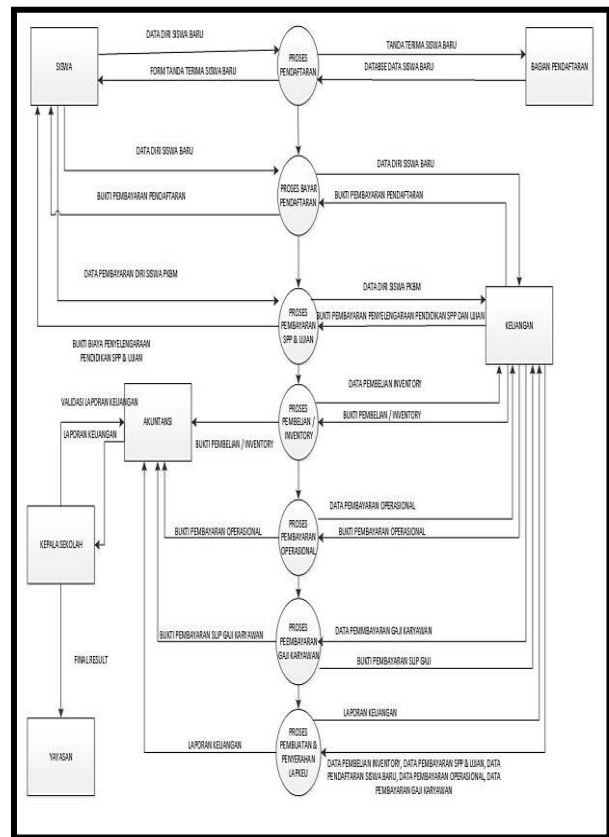 DATA DIRI SISWA BARU
SISWA
PROSES
PENDAFTARAN
TANDA TERIMA SISWA BARU
FORM TANDA TERIMA SISWA BARU
DATABSE DATA SISWA BARU
BAGIAN PENDAFTARAN
DATA DIRI SISWA BARU
PROSES BAYAR
PENDAFTARAN
DATA DIRI SISWA BARU
BUKTI PEMBAYARAN PENDAFTARAN
BUKTI PEMBAYARAN PENDAFTARAN
DATA PEMBAYARAN DIRI SISWA PKBM
PROSES
PEMBAYARAN
SPP & UJIAN
DATA DIRI SISWA PKBM
BUKTI PEMBAYARAN PENYELENGARAAN PENDIDIKAN SPP DAN UJIAN
KEUANGAN
BUKTI BIAYA PENYELENGARAAN
PENDIDIKAN SPP & UJIAN
VALIDASI LAPORAN KEUANGAN
LAPORAN KEUANGAN
AKUNTANSI
BUKTI PEMBELIAN / INVENTORY
PROSES
PEMBELIAN /
INVENTORY
DATA PEMBELIAN INVENTORY
BUKTI PEMBELIAN / INVENTORY
KEPALA SEKOLAH
BUKTI PEMBAYARAN OPERASIONAL
PROSES
PEMBAYARAN
OPERASIONAL
DATA PEMBAYARAN OPERASIONAL
BUKTI PEMBAYARAN OPERASIONAL
FINAL RESULT
BUKTI PEMBAYARAN SLIP GAJI KARYAWAN
PROSES
PEEMBAYARAN
GAJI KARYAWAN
DATA PEMMBAYARAN GAJI KARYAWAN
BUKTI PEMBAYARAN SLIP GAJI
YAYASAN
LAPORAN KEUANGAN
PROSES
PEMBUATAN &
PENYERAHAN
LAPKEU
LAPORAN KEUANGAN
DATA PEMBELIAN INVENTORY, DATA PEMBAYARAN SPP & UJIAN, DATA
PENDAFTARAN SISWA BARU, DATA PEMBAYARAN OPERASIONAL, DATA
PEMBAYARAN GAJI KARYAWAN